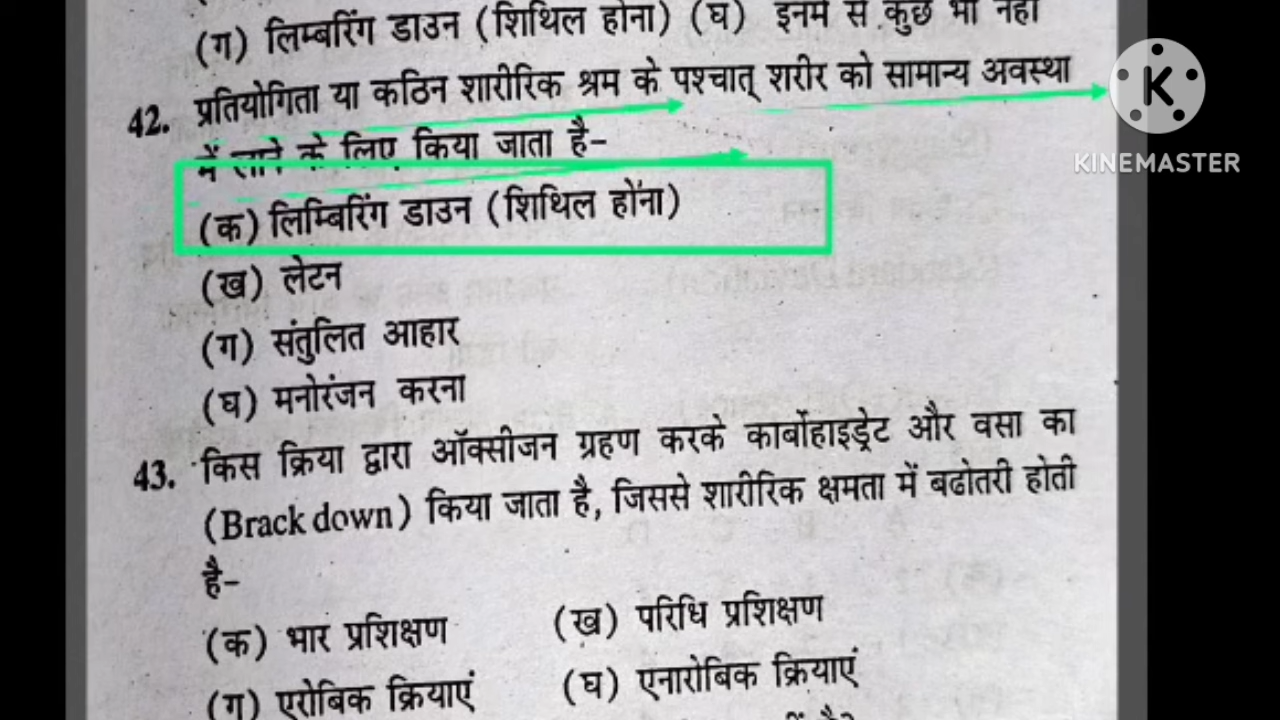 (ग) लिम्बरिंग डाउन (शिथिल होना) (घ) इनमें से कुछ भी नहीं
42. प्रतियोगिता या कठिन शारीरिक श्रम के पश्चात् शरीर को सामान्य अवस्था
में लाने के लिए किया जाता है-
(क) लिम्बिरिंग डाउन (शिथिल होना)
(ख) लेटन
(ग) संतुलित आहार
(घ) मनोरंजन करना
43. किस क्रिया द्वारा ऑक्सीजन ग्रहण करके कार्बोहाइड्रेट और वसा का
(Brack down) किया जाता है, जिससे शारीरिक क्षमता में बढोतरी होती
है-
(क) भार प्रशिक्षण (ख) परिधि प्रशिक्षण
(ग) एरोबिक क्रियाएं (घ) एनारोबिक क्रियाएं
K
KINEMASTER